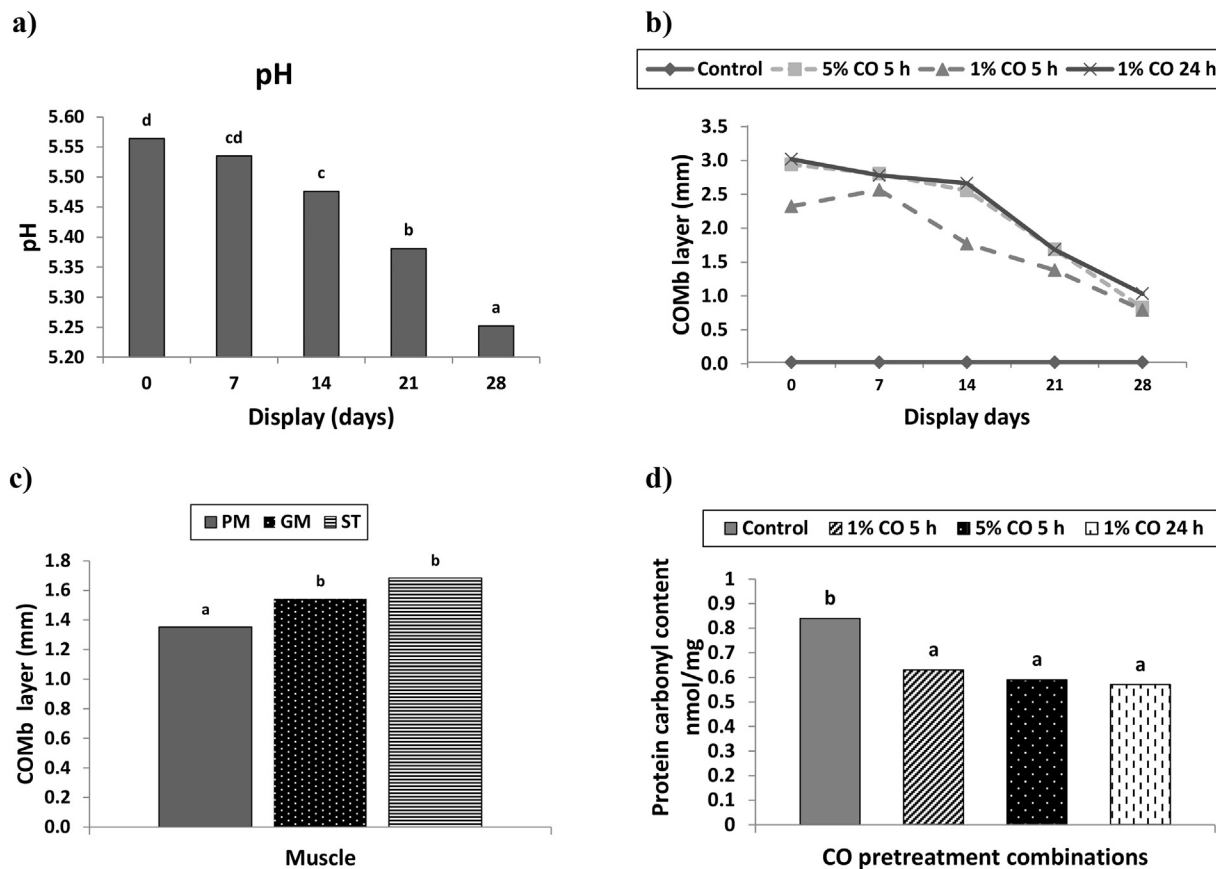 a)
pH
pH
5.60
5.55
5.50
5.45
5.40
5.35
5.30
5.25
5.20
d
cd
c
b
a
0 7 14 21 28
Display (days)
b)
Control 5% CO 5 h 1% CO 5 h 1% CO 24 h
COMb layer (mm)
3.5
3.0
2.5
2.0
1.5
1.0
0.5
0.0
0 7 14 21 28
Display days
c)
PM GM ST
COMb layer (mm)
1.8
1.6
1.4
1.2
1.0
0.8
0.6
0.4
0.2
0.0
a
b
b
Muscle
d)
Control 1% CO 5 h 5% CO 5 h 1% CO 24 h
Protein carbonyl content
nmol/mg
1
0.9
0.8
0.7
0.6
0.5
0.4
0.3
0.2
0.1
0
b
a
a
a
CO pretreatment combinations